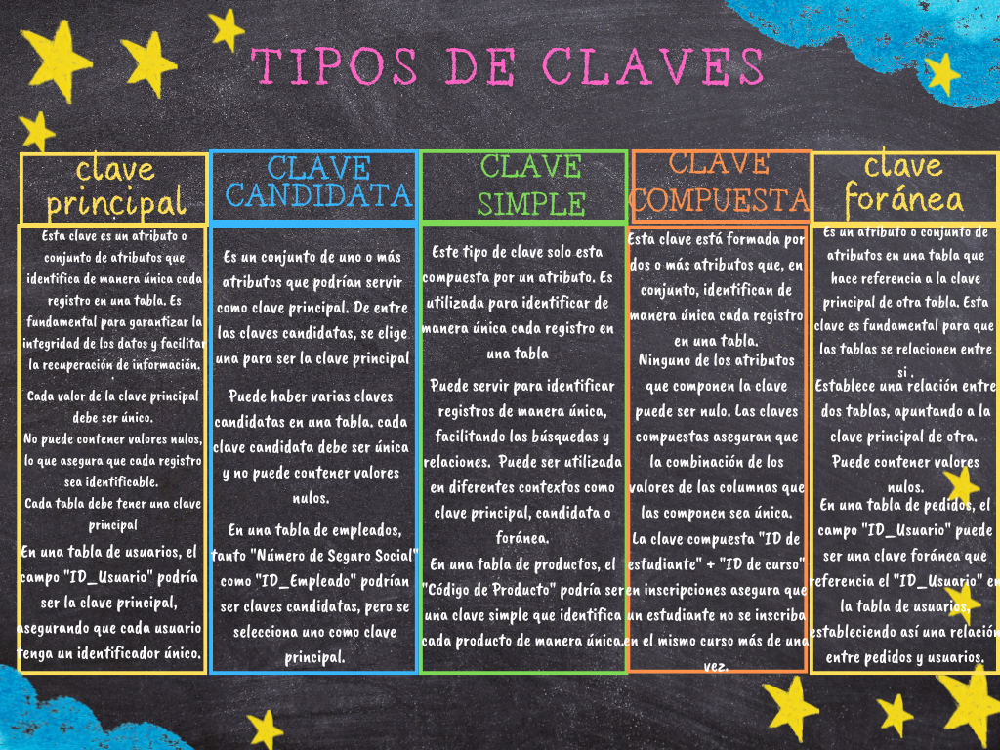 TIPOS DE CLAVES
clave
principal
Esta clave es un atributo o
conjunto de atributos que
identifica de manera única cada
registro en una tabla. Es
fundamental para garantizar la
integridad de los datos y facilitar
la recuperación de información.
.
Cada valor de la clave principal
debe ser único.
No puede contener valores nulos,
lo que asegura que cada registro
sea identificable.
Cada tabla debe tener una clave
principal
En una tabla de usuarios, el
campo "ID_Usuario" podría
ser la clave principal,
asegurando que cada usuario
tenga un identificador único.
CLAVE
CANDIDATA
Es un conjunto de uno o más
atributos que podrían servir
como clave principal. De entre
las claves candidatas, se elige
una para ser la clave principal
Puede haber varias claves
candidatas en una tabla. cada
clave candidata debe ser única
y no puede contener valores
nulos.
En una tabla de empleados,
tanto "Número de Seguro Social"
como "ID_Empleado" podrían
ser claves candidatas, pero se
selecciona uno como clave
principal.
CLAVE
SIMPLE
Este tipo de clave solo esta
compuesta por un atributo. Es
utilizada para identificar de
manera única cada registro en
una tabla
Puede servir para identificar
registros de manera única,
facilitando las búsquedas y
relaciones. Puede ser utilizada
en diferentes contextos como
clave principal, candidata o
foránea.
En una tabla de productos, el
"Código de Producto" podría ser
una clave simple que identifica
cada producto de manera única.
CLAVE
COMPUESTA
Esta clave está formada por
dos o más atributos que, en
conjunto, identifican de
manera única cada registro
en una tabla.
Ninguno de los atributos
que componen la clave
puede ser nulo. Las claves
compuestas aseguran que
la combinación de los
valores de las columnas que
las componen sea única.
La clave compuesta "ID de
estudiante" + "ID de curso"
en inscripciones asegura que
un estudiante no se inscriba
en el mismo curso más de una
vez.
clave
foránea
Es un atributo o conjunto de
atributos en una tabla que
hace referencia a la clave
principal de otra tabla. Esta
clave es fundamental para que
las tablas se relacionen entre
si .
Establece una relación entre
dos tablas, apuntando a la
clave principal de otra.
Puede contener valores
nulos.
En una tabla de pedidos, el
campo "ID_Usuario" puede
ser una clave foránea que
referencia el "ID_Usuario" en
la tabla de usuarios,
estableciendo así una relación
entre pedidos y usuarios.